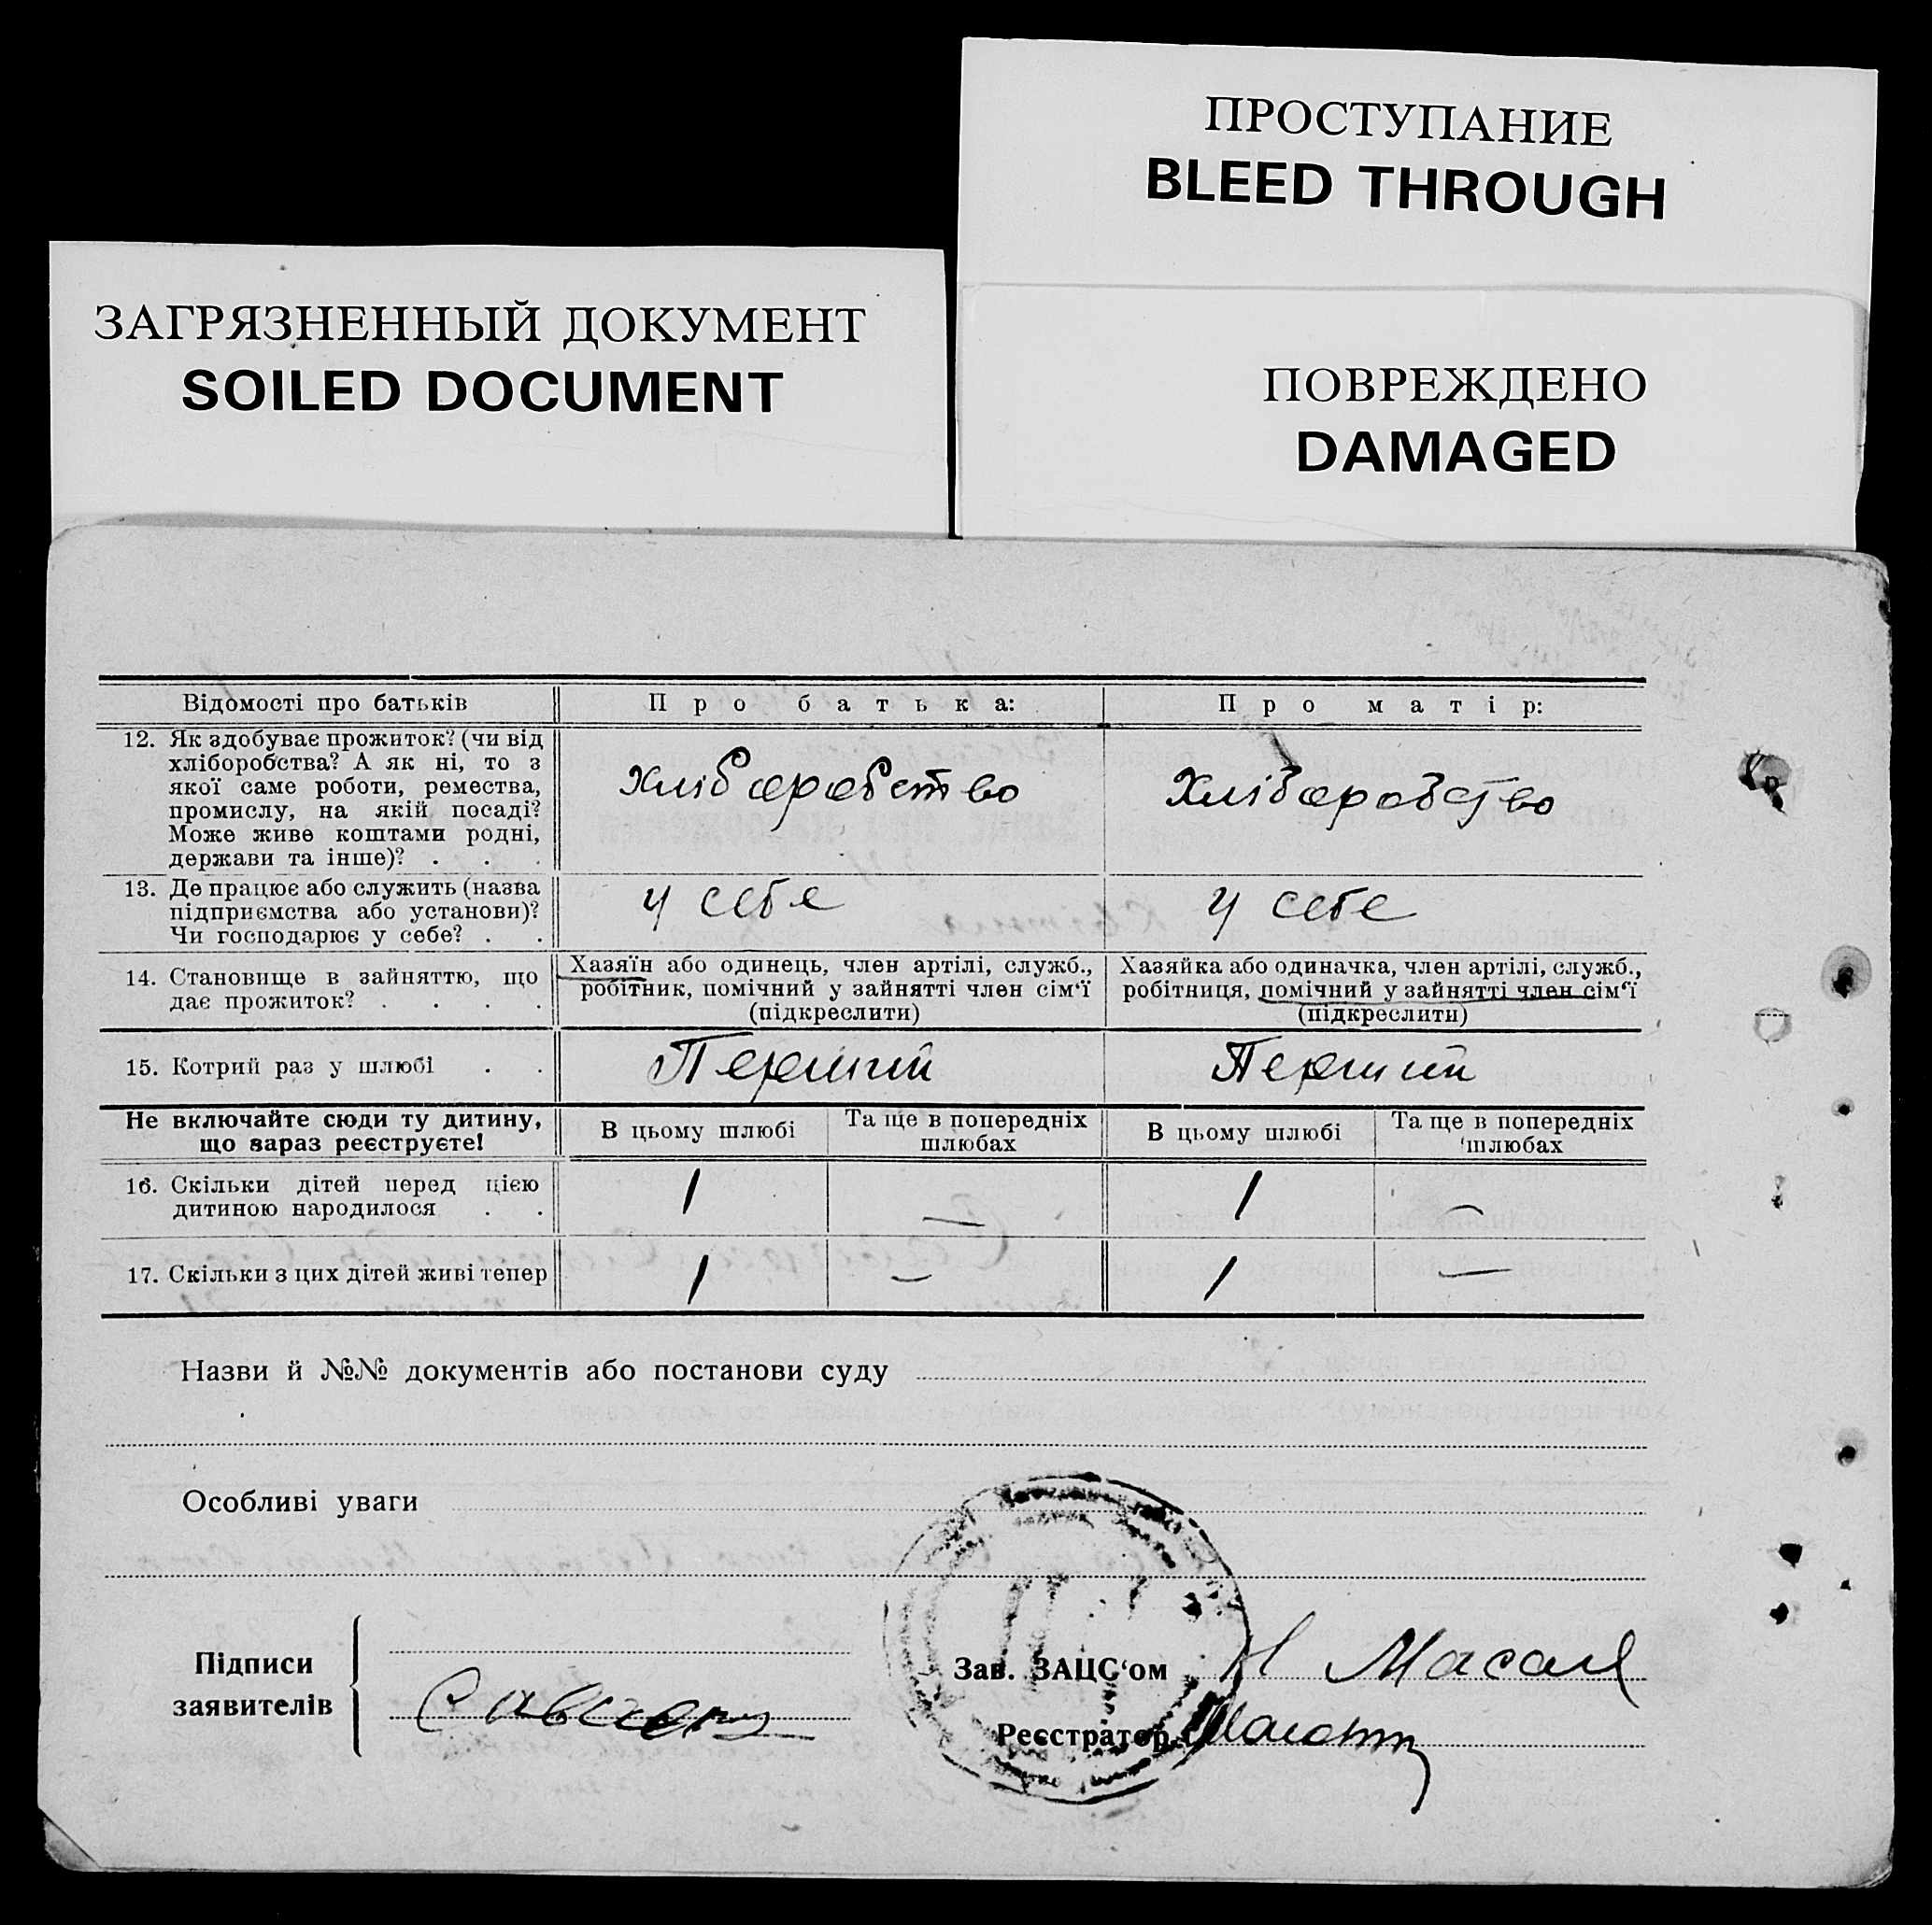 ПРОСТУПАНИЕ
BLEED THROUGH
ЗАГРЯЗНЕННЫЙ ДОКУМЕНТ
SOILED DOCUMENT
ПОВРЕЖДЕНО
DAMAGED
Відомості про батьків
Про батька:
Про матір:
12. Як здобуває прожиток? (чи від
хліборобства? А як ні, то з
якої саме роботи, ремества,
промислу, на якій посаді?
Може живе коштами родні,
держави та інше)? . . .
хліборобство
Хліборобство
13. Де працює або служить (назва
підприємства або установи)?
Чи господарює у себе? . .
у себе
у себе
14. Становище в зайняттю, що
дає прожиток? . . . .
Хазяїн або одинець, член артілі, служб.,
робітник, помічний у зайнятті член сім‘ї
(підкреслити)
Хазяйка або одиначка, член артілі, служб.,
робітниця, помічний у зайнятті член сім‘ї
(підкреслити)
15. Котрий раз у шлюбі . .
Перший
Перший
Не включайте сюди ту дитину,
що зараз реєструєте!
В цьому шлюбі
Та ще в попередніх
шлюбах
В цьому шлюбі
Та ще в попередніх
шлюбах
16. Скільки дітей перед цією
дитиною народилося . .
1
—
1
—
17. Скільки з цих дітей живі тепер
1
—
1
—
Назви й №№ документів або постанови суду
Особливі уваги
Підписи
заявителів
Зав. ЗАЦС‘ом Н Масал
Реєстратор